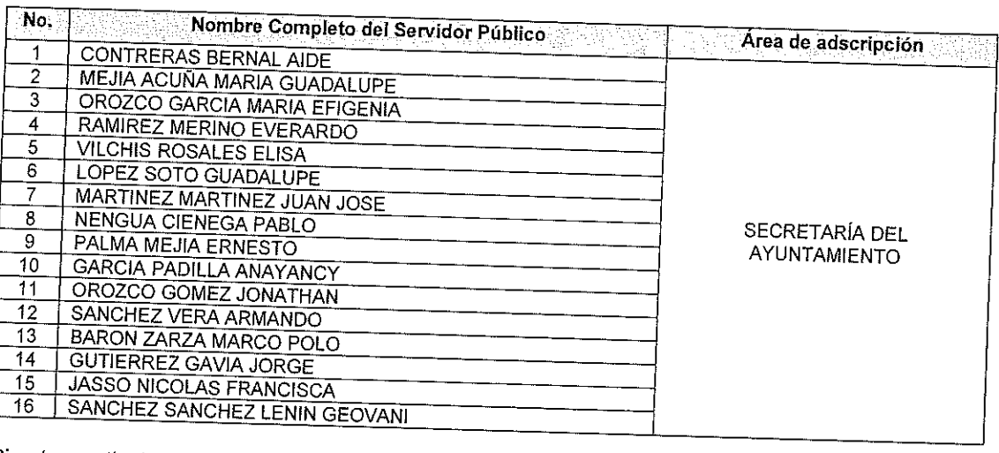 No. Nombre Completo del Servidor Público Área de adscripción
1 CONTRERAS BERNAL AIDE
2 MEJIA ACUÑA MARIA GUADALUPE
3 OROZCO GARCIA MARIA EFIGENIA
4 RAMIREZ MERINO EVERARDO
5 VILCHIS ROSALES ELISA
6 LOPEZ SOTO GUADALUPE
7 MARTINEZ MARTINEZ JUAN JOSE
8 NENGUA CIENEGA PABLO
9 PALMA MEJIA ERNESTO
10 GARCIA PADILLA ANAYANCY
11 OROZCO GOMEZ JONATHAN
12 SANCHEZ VERA ARMANDO
13 BARON ZARZA MARCO POLO
14 GUTIERREZ GAVIA JORGE
15 JASSO NICOLAS FRANCISCA
16 SANCHEZ SANCHEZ LENIN GEOVANI
SECRETARÍA DEL
AYUNTAMIENTO